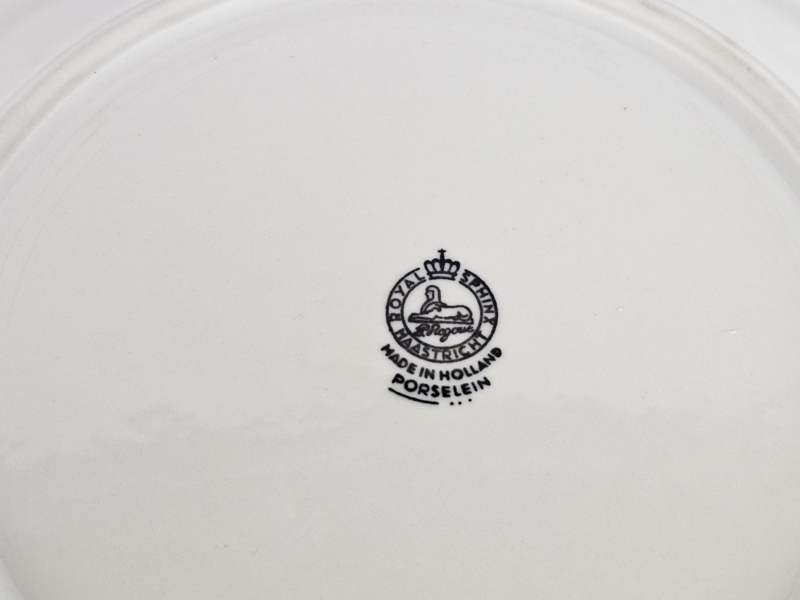 ROYAL SPHINX
P. Regout
MAASTRICHT
MADE IN HOLLAND
PORSELEIN